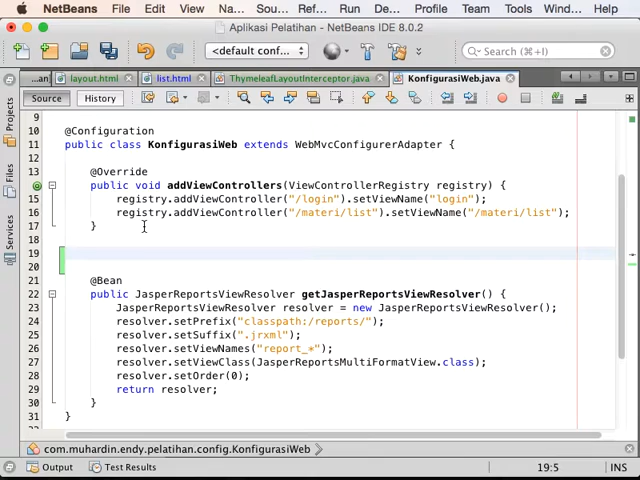 NetBeans File Edit View Na... Sou... Ref... Run De... Profile Team Tools Wind... Help
Aplikasi Pelatihan - NetBeans IDE 8.0.2
<default conf... Search (⌘+I)
...an layout.html list.html ThymeleafLayoutInterceptor.java KonfigurasiWeb.java
Source History
Projects
Files
Services
9
10 @Configuration
11 public class KonfigurasiWeb extends WebMvcConfigurerAdapter {
12
13 @Override
public void addViewControllers(ViewControllerRegistry registry) {
15 registry.addViewController("/login").setViewName("login");
16 registry.addViewController("/materi/list").setViewName("/materi/list");
17 }
18
19
20
21 @Bean
22 public JasperReportsViewResolver getJasperReportsViewResolver() {
23 JasperReportsViewResolver resolver = new JasperReportsViewResolver();
24 resolver.setPrefix("classpath:/reports/");
25 resolver.setSuffix(".jrxml");
26 resolver.setViewNames("report_*");
27 resolver.setViewClass(JasperReportsMultiFormatView.class);
28 resolver.setOrder(0);
29 return resolver;
30 }
31 }
com.muhardin.endy.pelatihan.config.KonfigurasiWeb
Output Test Results 19:5 INS